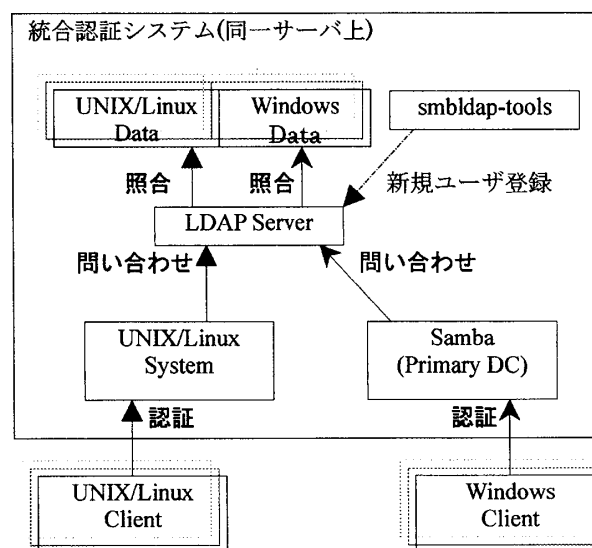 統合認証システム(同一サーバ上)
UNIX/Linux
Data
Windows
Data
smbldap-tools
照合
照合
新規ユーザ登録
LDAP Server
問い合わせ
問い合わせ
UNIX/Linux
System
Samba
(Primary DC)
認証
認証
UNIX/Linux
Client
Windows
Client